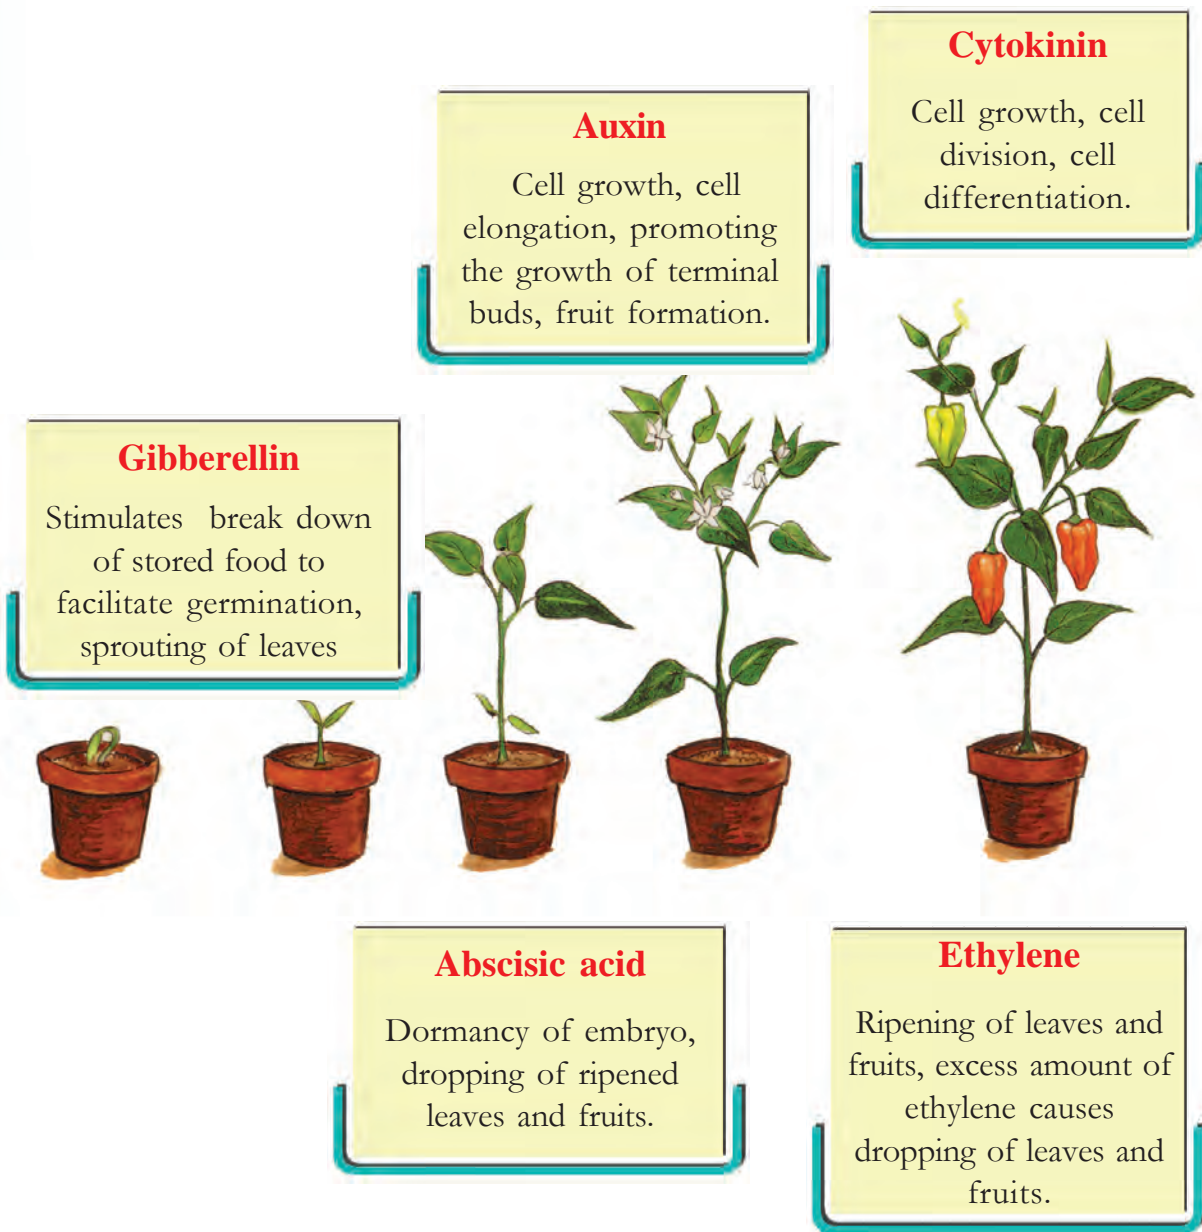 Cytokinin
Cell growth, cell
division, cell
differentiation.
Auxin
Cell growth, cell
elongation, promoting
the growth of terminal
buds, fruit formation.
Gibberellin
Stimulates break down
of stored food to
facilitate germination,
sprouting of leaves
Abscisic acid
Dormancy of embryo,
dropping of ripened
leaves and fruits.
Ethylene
Ripening of leaves and
fruits, excess amount of
ethylene causes
dropping of leaves and
fruits.